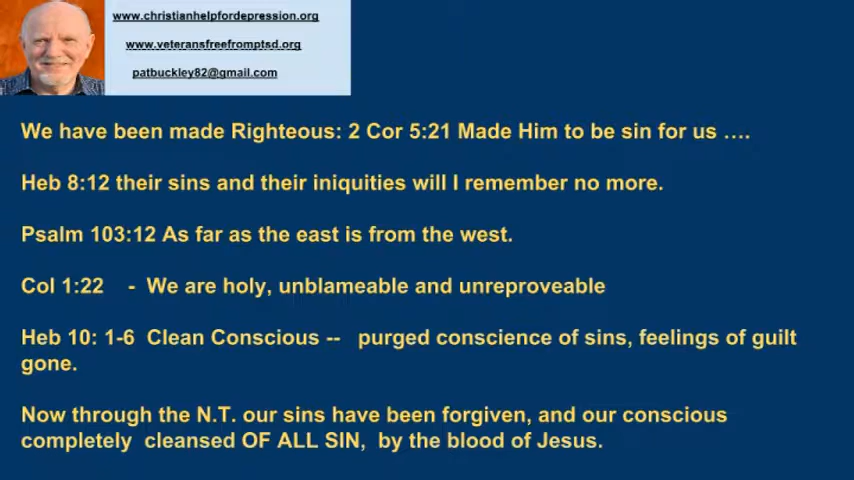 www.christianhelpfordepression.org
www.veteransfreefromptsd.org
patbuckley82@gmail.com
We have been made Righteous: 2 Cor 5:21 Made Him to be sin for us ....
Heb 8:12 their sins and their iniquities will I remember no more.
Psalm 103:12 As far as the east is from the west.
Col 1:22 - We are holy, unblameable and unreproveable
Heb 10: 1-6 Clean Conscious -- purged conscience of sins, feelings of guilt
gone.
Now through the N.T. our sins have been forgiven, and our conscious
completely cleansed OF ALL SIN, by the blood of Jesus.